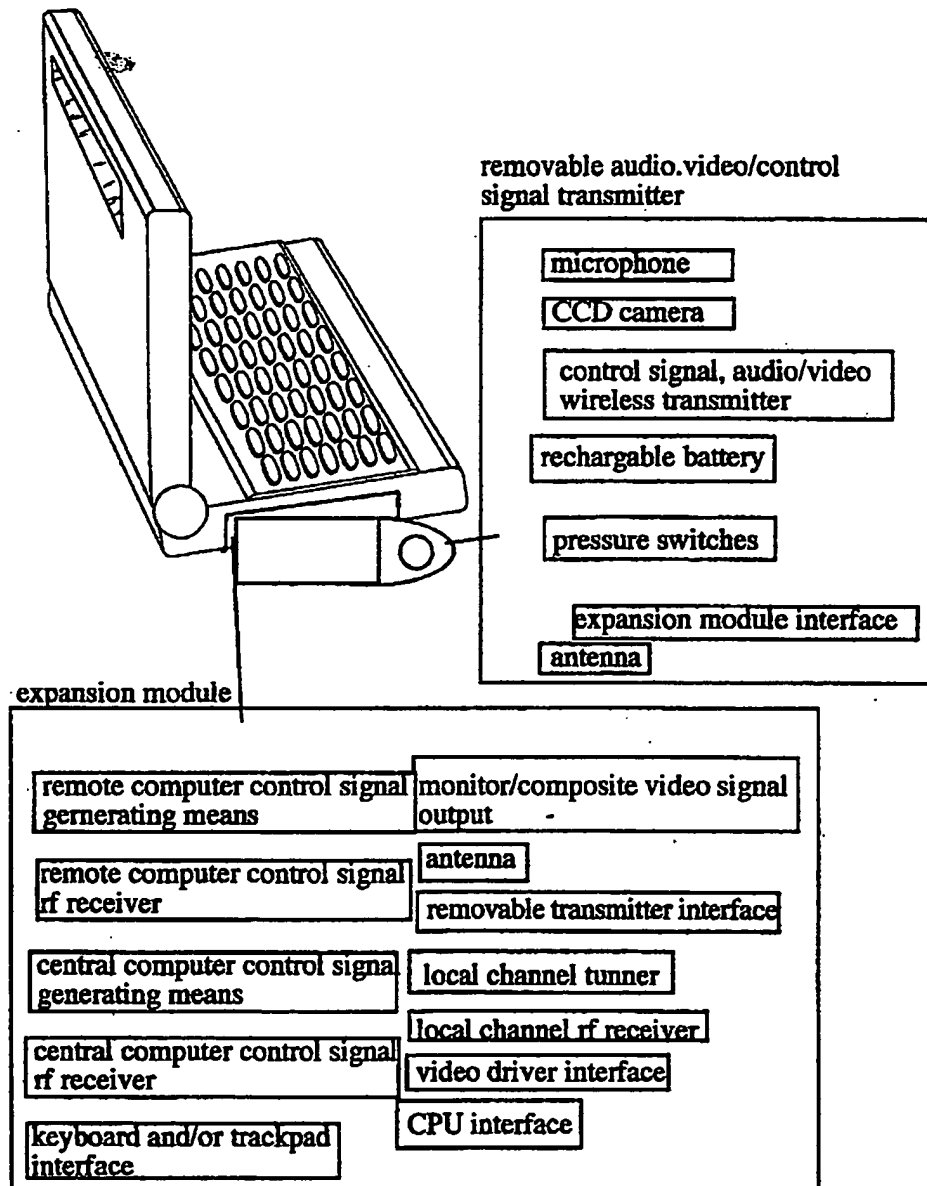 removable audio.video/control
signal transmitter
microphone
CCD camera
control signal, audio/video
wireless transmitter
rechargable battery
pressure switches
expansion module interface
antenna
expansion module
remote computer control signal
gernerating means
remote computer control signal
rf receiver
central computer control signal
generating means
central computer control signal
rf receiver
keyboard and/or trackpad
interface
monitor/composite video signal
output
antenna
removable transmitter interface
local channel tunner
local channel rf receiver
video driver interface
CPU interface